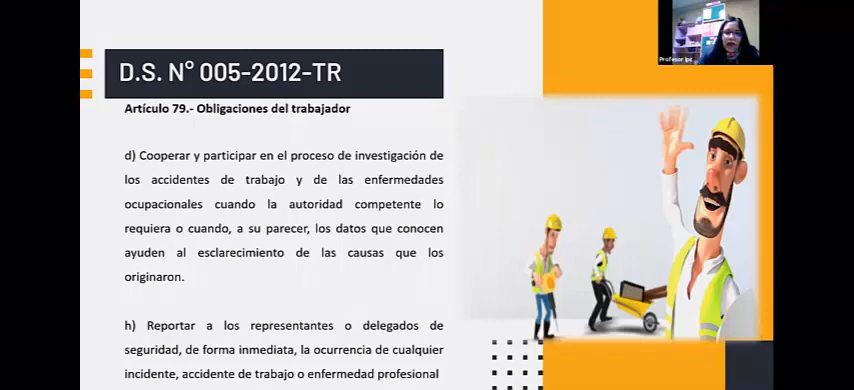 D.S. N° 005-2012-TR
Artículo 79.- Obligaciones del trabajador
d) Cooperar y participar en el proceso de investigación de
los accidentes de trabajo y de las enfermedades
ocupacionales cuando la autoridad competente lo
requiera o cuando, a su parecer, los datos que conocen
ayuden al esclarecimiento de las causas que los
originaron.
h) Reportar a los representantes o delegados de
seguridad, de forma inmediata, la ocurrencia de cualquier
incidente, accidente de trabajo o enfermedad profesional
Profesor ipc